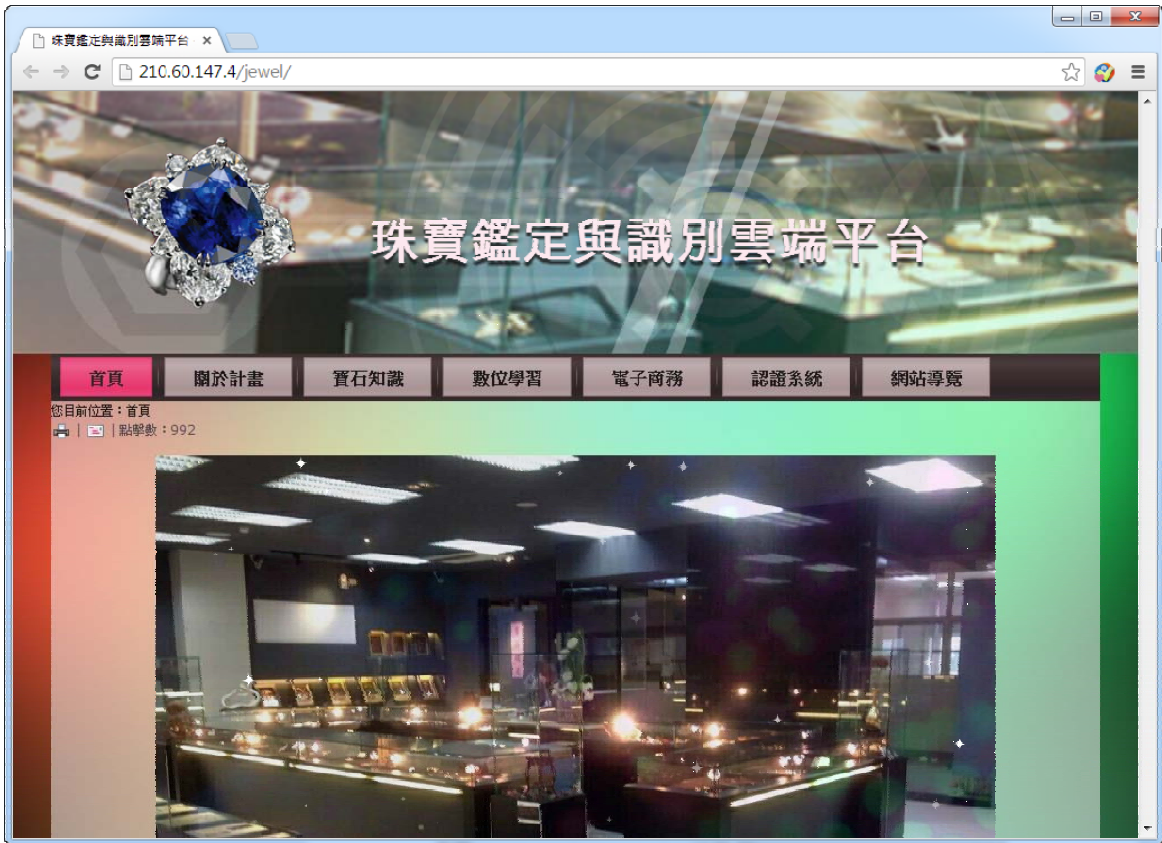 珠寶鑑定與識別雲端平台
210.60.147.4/jewel/
珠寶鑑定與識別雲端平台
首頁 關於計畫 寶石知識 數位學習 電子商務 認證系統 網站導覽
您目前位置：首頁
| | 點擊數：992